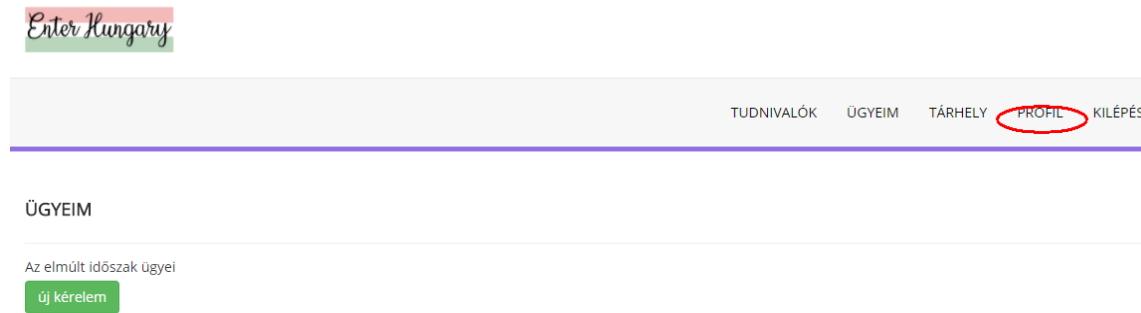 Enter Hungary
TUDNIVALÓK ÜGYEIM TÁRHELY PROFIL KILÉPÉS
ÜGYEIM
Az elmúlt időszak ügyei
új kérelem